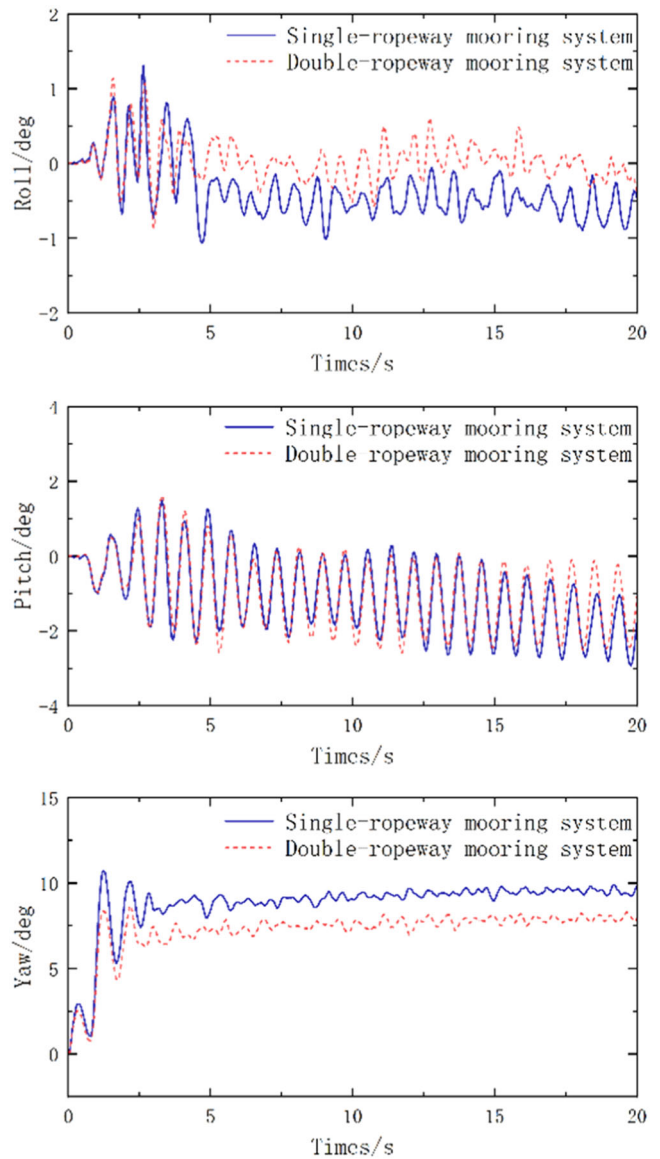 2
1
0
-1
-2
Roll/deg
Single-ropeway mooring system
Double-ropeway mooring system
0
5
10
15
20
Times/s
4
2
0
-2
-4
Pitch/deg
Single-ropeway mooring system
Double ropeway mooring system
0
5
10
15
20
Times/s
15
10
5
0
Yaw/deg
Single-ropeway mooring system
Double-ropeway mooring system
0
5
10
15
20
Times/s